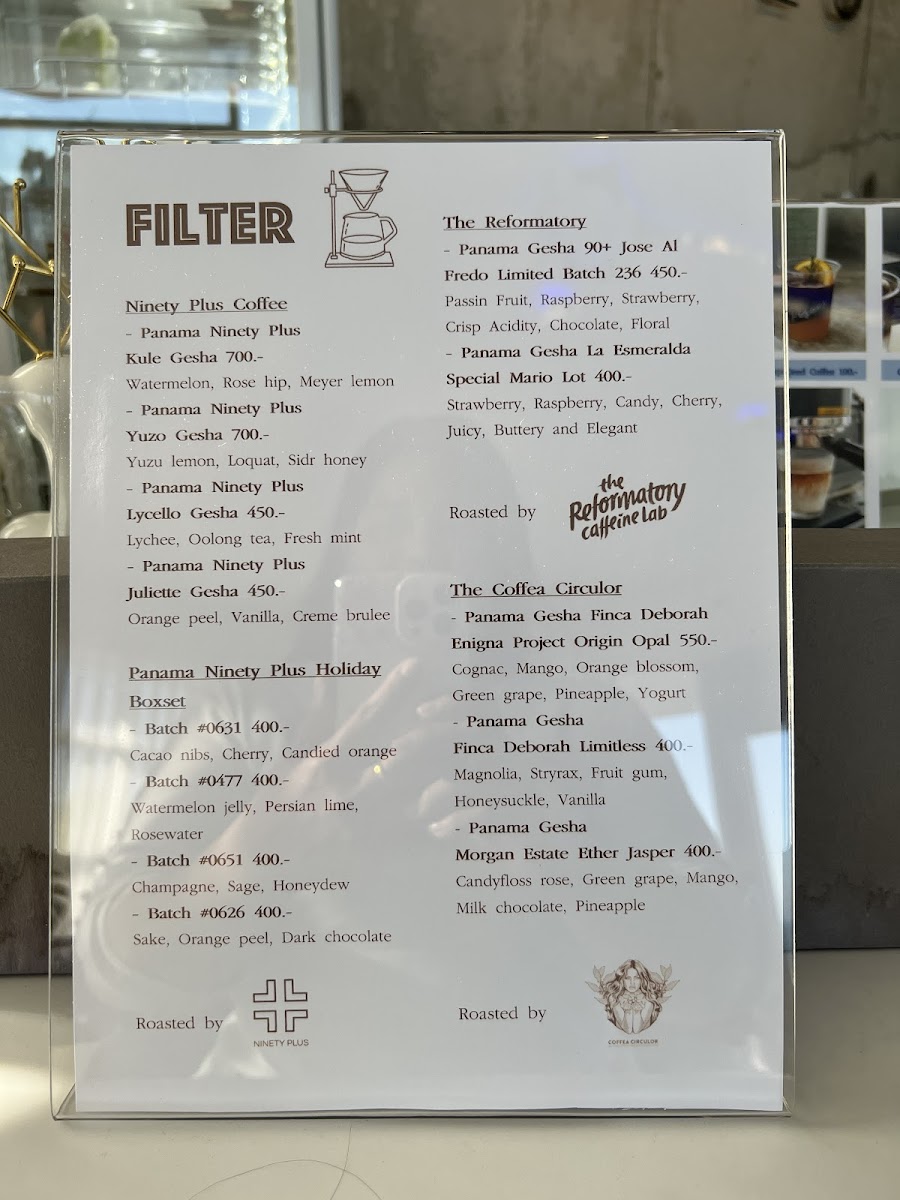 FILTER
Ninety Plus Coffee
- Panama Ninety Plus
Kule Gesha 700.-
Watermelon, Rose hip, Meyer lemon
- Panama Ninety Plus
Yuzo Gesha 700.-
Yuzu lemon, Loquat, Sidr honey
- Panama Ninety Plus
Lycello Gesha 450.-
Lychee, Oolong tea, Fresh mint
- Panama Ninety Plus
Juliette Gesha 450.-
Orange peel, Vanilla, Creme brulee
Panama Ninety Plus Holiday
Boxset
- Batch #0631 400.-
Cacao nibs, Cherry, Candied orange
- Batch #0477 400.-
Watermelon jelly, Persian lime,
Rosewater
- Batch #0651 400.-
Champagne, Sage, Honeydew
- Batch #0626 400.-
Sake, Orange peel, Dark chocolate
Roasted by
NINETY PLUS
The Reformatory
- Panama Gesha 90+ Jose Al
Fredo Limited Batch 236 450.-
Passin Fruit, Raspberry, Strawberry,
Crisp Acidity, Chocolate, Floral
- Panama Gesha La Esmeralda
Special Mario Lot 400.-
Strawberry, Raspberry, Candy, Cherry,
Juicy, Buttery and Elegant
Roasted by
the
Reformatory
caffeine Lab
The Coffea Circulor
- Panama Gesha Finca Deborah
Enigna Project Origin Opal 550.-
Cognac, Mango, Orange blossom,
Green grape, Pineapple, Yogurt
- Panama Gesha
Finca Deborah Limitless 400.-
Magnolia, Stryrax, Fruit gum,
Honeysuckle, Vanilla
- Panama Gesha
Morgan Estate Ether Jasper 400.-
Candyfloss rose, Green grape, Mango,
Milk chocolate, Pineapple
Roasted by
COFFEA CIRCULOR
Coffee 100.-